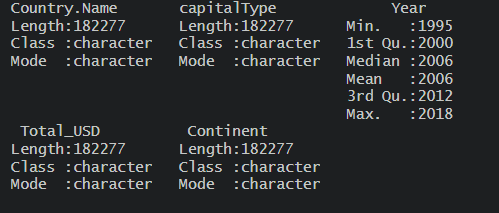 Country.Name capitalType Year
Length:182277 Length:182277 Min. :1995
Class :character Class :character 1st Qu.:2000
Mode :character Mode :character Median :2006
Mean :2006
3rd Qu.:2012
Max. :2018
Total_USD Continent
Length:182277 Length:182277
Class :character Class :character
Mode :character Mode :character